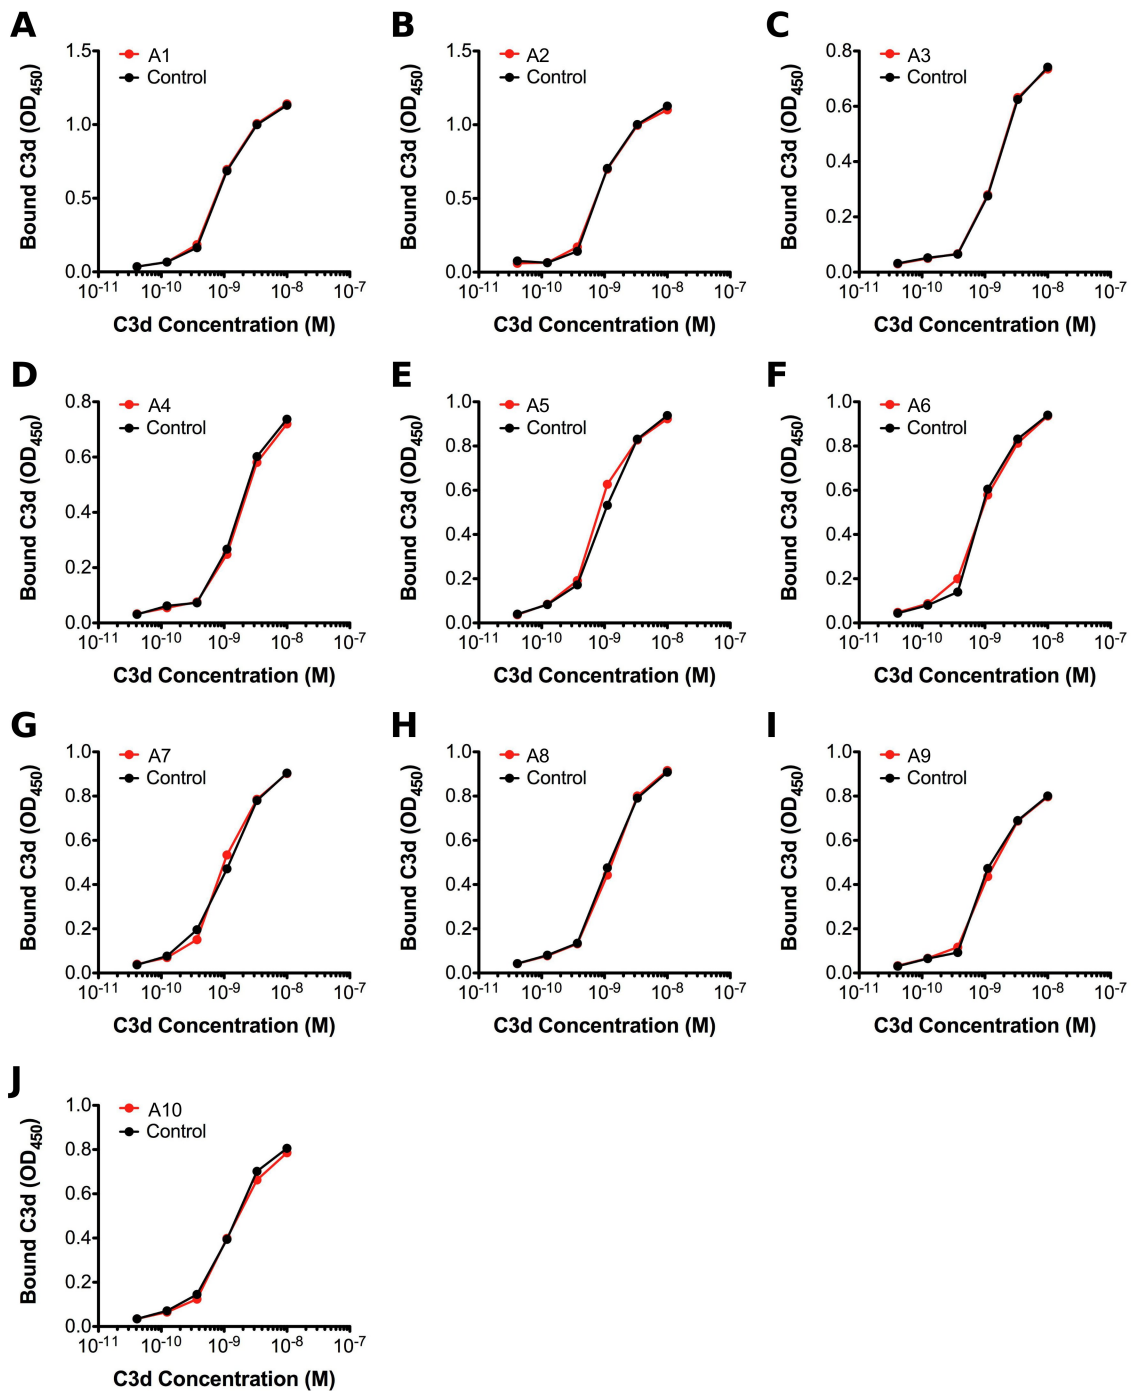 A
B
C
1.5
1.0
0.5
0.0
Bound C3d (OD450)
A1
Control
10-11 10-10 10-9 10-8 10-7
C3d Concentration (M)
1.5
1.0
0.5
0.0
Bound C3d (OD450)
A2
Control
10-11 10-10 10-9 10-8 10-7
C3d Concentration (M)
0.8
0.6
0.4
0.2
0.0
Bound C3d (OD450)
A3
Control
10-11 10-10 10-9 10-8 10-7
C3d Concentration (M)
D
E
F
0.8
0.6
0.4
0.2
0.0
Bound C3d (OD450)
A4
Control
10-11 10-10 10-9 10-8 10-7
C3d Concentration (M)
1.0
0.8
0.6
0.4
0.2
0.0
Bound C3d (OD450)
A5
Control
10-11 10-10 10-9 10-8 10-7
C3d Concentration (M)
1.0
0.8
0.6
0.4
0.2
0.0
Bound C3d (OD450)
A6
Control
10-11 10-10 10-9 10-8 10-7
C3d Concentration (M)
G
H
I
1.0
0.8
0.6
0.4
0.2
0.0
Bound C3d (OD450)
A7
Control
10-11 10-10 10-9 10-8 10-7
C3d Concentration (M)
1.0
0.8
0.6
0.4
0.2
0.0
Bound C3d (OD450)
A8
Control
10-11 10-10 10-9 10-8 10-7
C3d Concentration (M)
1.0
0.8
0.6
0.4
0.2
0.0
Bound C3d (OD450)
A9
Control
10-11 10-10 10-9 10-8 10-7
C3d Concentration (M)
J
1.0
0.8
0.6
0.4
0.2
0.0
Bound C3d (OD450)
A10
Control
10-11 10-10 10-9 10-8 10-7
C3d Concentration (M)